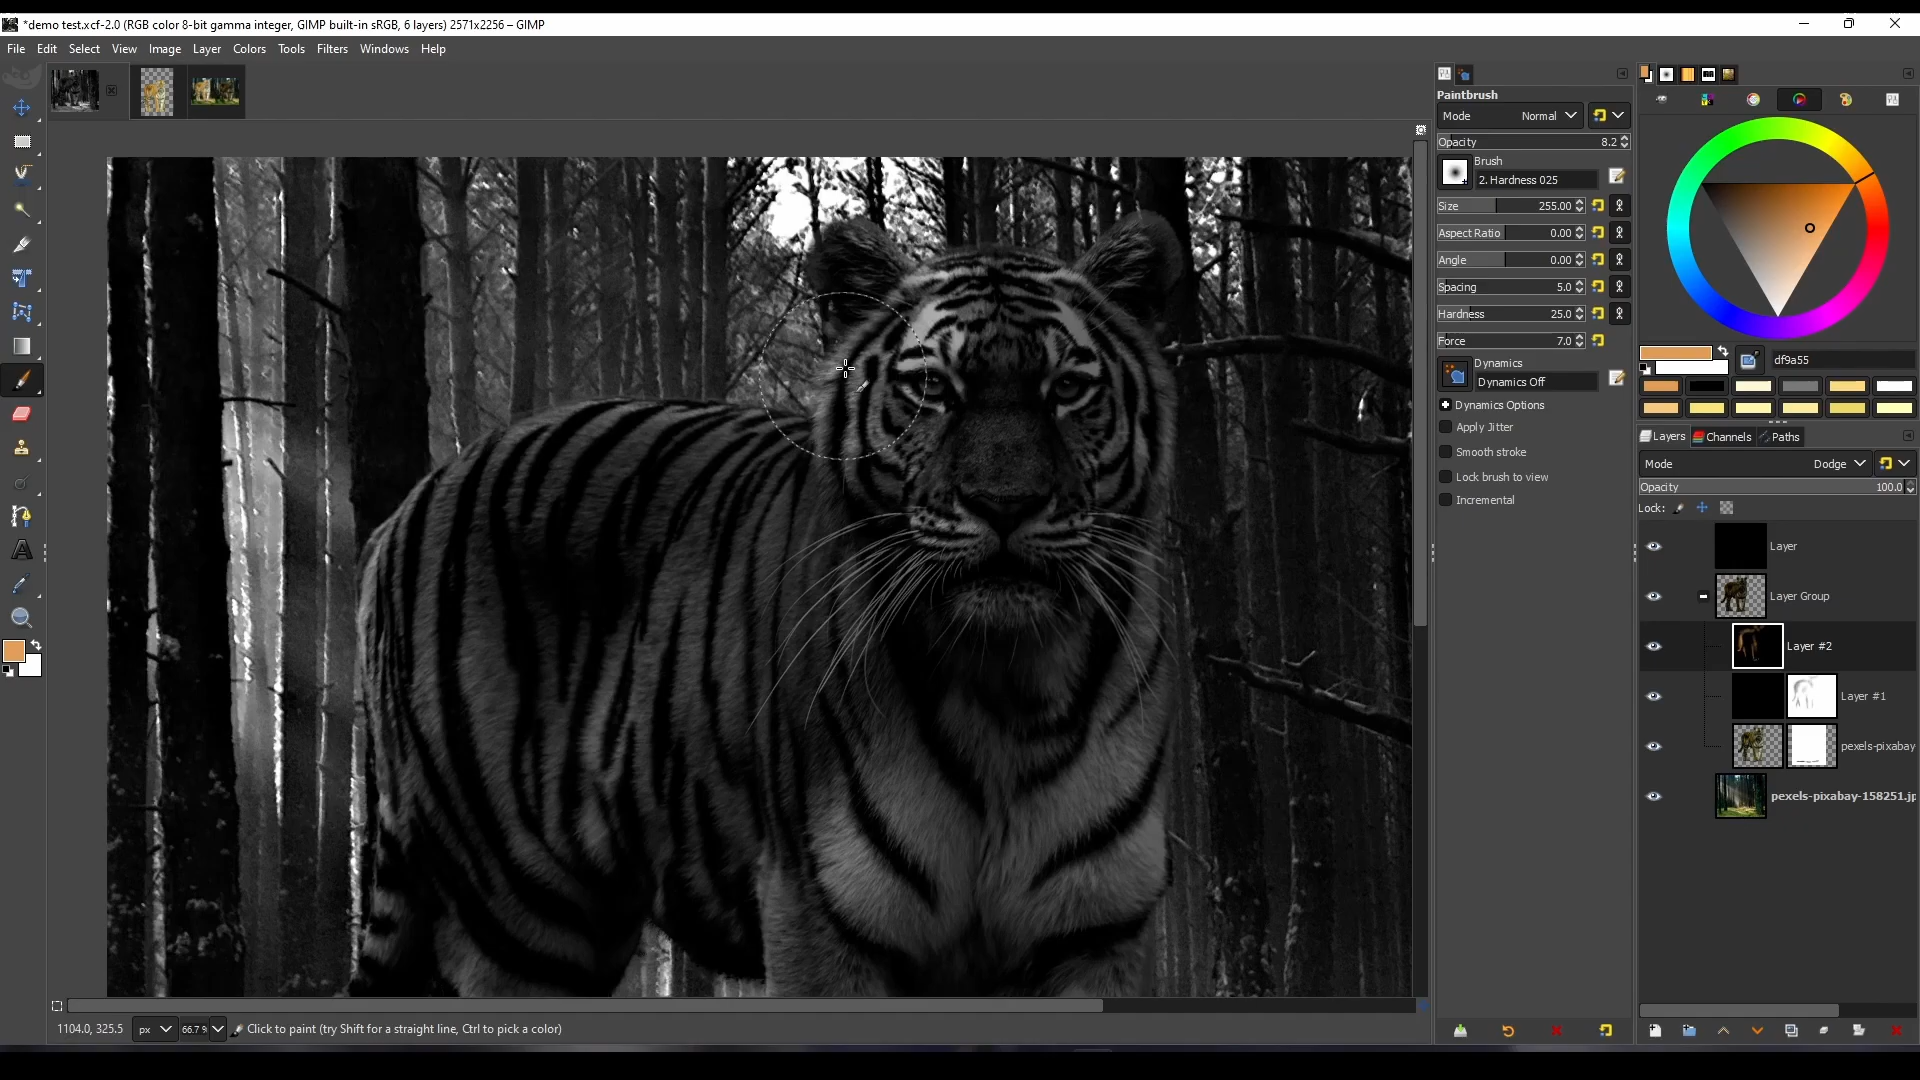 *demo test.xcf-2.0 (RGB color 8-bit gamma integer, GIMP built-in sRGB, 6 layers) 2571x2256 – GIMP
File Edit Select View Image Layer Colors Tools Filters Windows Help
Paintbrush
Mode Normal
Opacity 8.2
Brush
2. Hardness 025
Size 255.00
Aspect Ratio 0.00
Angle 0.00
Spacing 5.0
Hardness 25.0
Force 7.0
Dynamics
Dynamics Off
Dynamics Options
Apply Jitter
Smooth stroke
Lock brush to view
Incremental
df9a55
Layers Channels Paths
Mode Dodge
Opacity 100.0
Lock:
Layer
Layer Group
Layer #2
Layer #1
pexels-pixabay
pexels-pixabay-158251.jp
1104.0, 325.5 px 66.7 % Click to paint (try Shift for a straight line, Ctrl to pick a color)